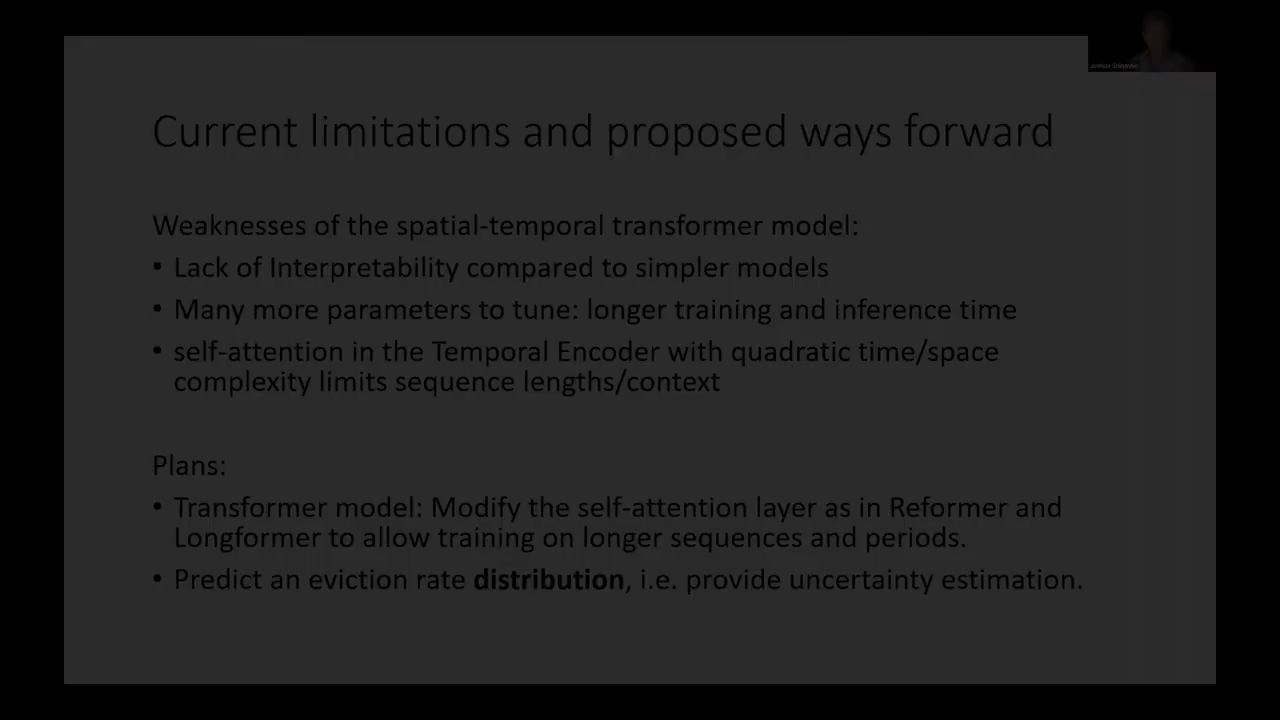 Current limitations and proposed ways forward
Weaknesses of the spatial-temporal transformer model:
• Lack of Interpretability compared to simpler models
• Many more parameters to tune: longer training and inference time
• self-attention in the Temporal Encoder with quadratic time/space
complexity limits sequence lengths/context
Plans:
• Transformer model: Modify the self-attention layer as in Reformer and
Longformer to allow training on longer sequences and periods.
• Predict an eviction rate distribution, i.e. provide uncertainty estimation.